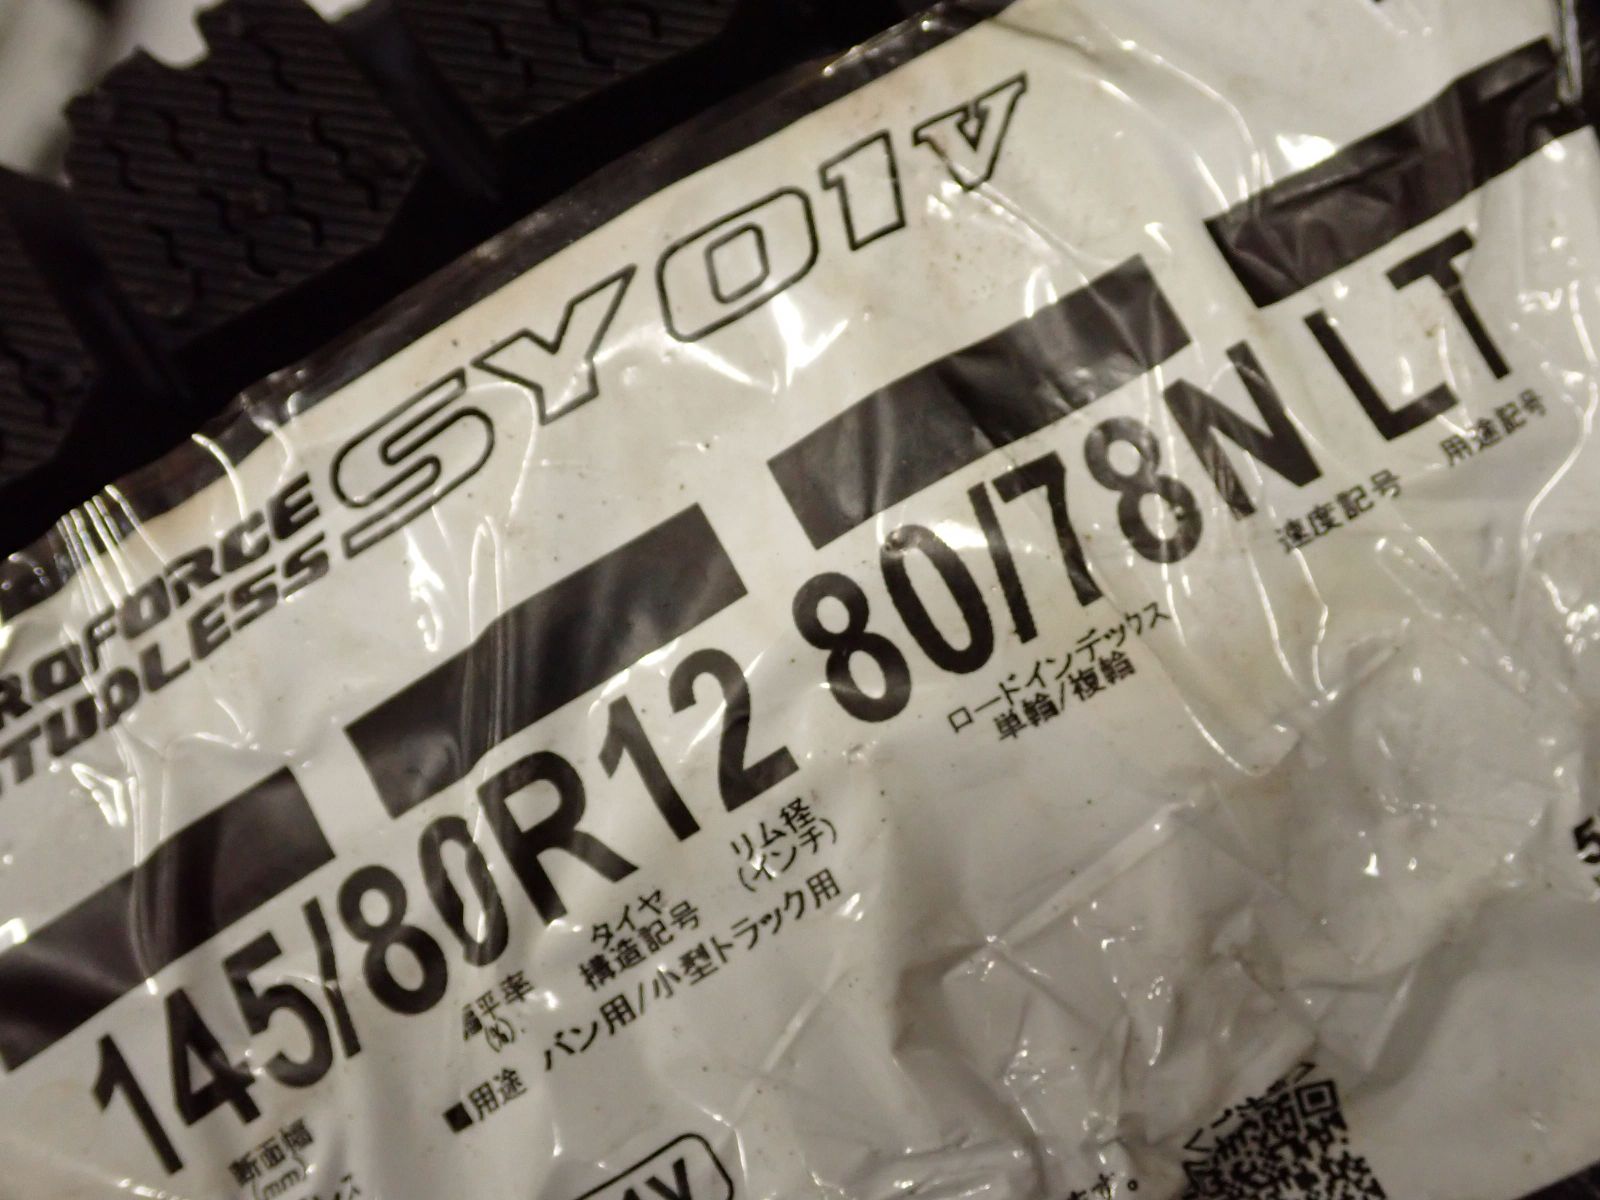 SY01V
ROFORCE
STUDLESS
145/80R12 80/78N LT
断面幅
(mm)
扁平率
(%)
タイヤ
構造記号
リム径
(インチ)
ロードインデックス
単輪/複輪
速度記号
用途記号
■用途 バン用/小型トラック用
ます。